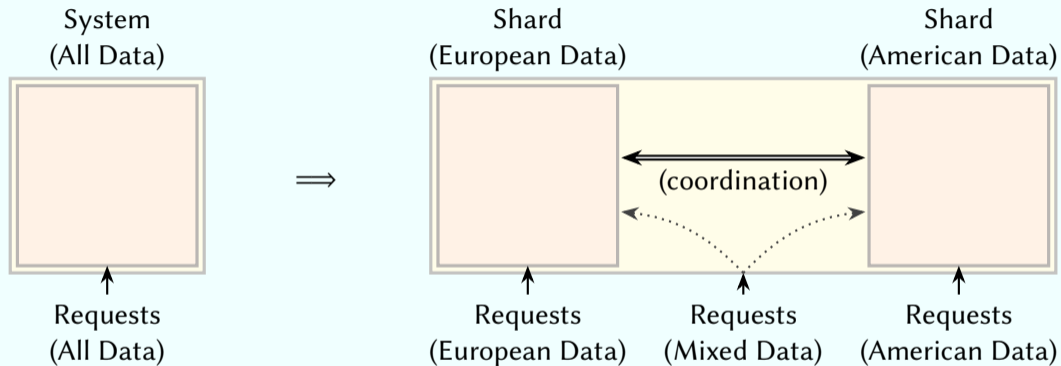 System
(All Data)
Shard
(European Data)
Shard
(American Data)
⟹
(coordination)
Requests
(All Data)
Requests
(European Data)
Requests
(Mixed Data)
Requests
(American Data)